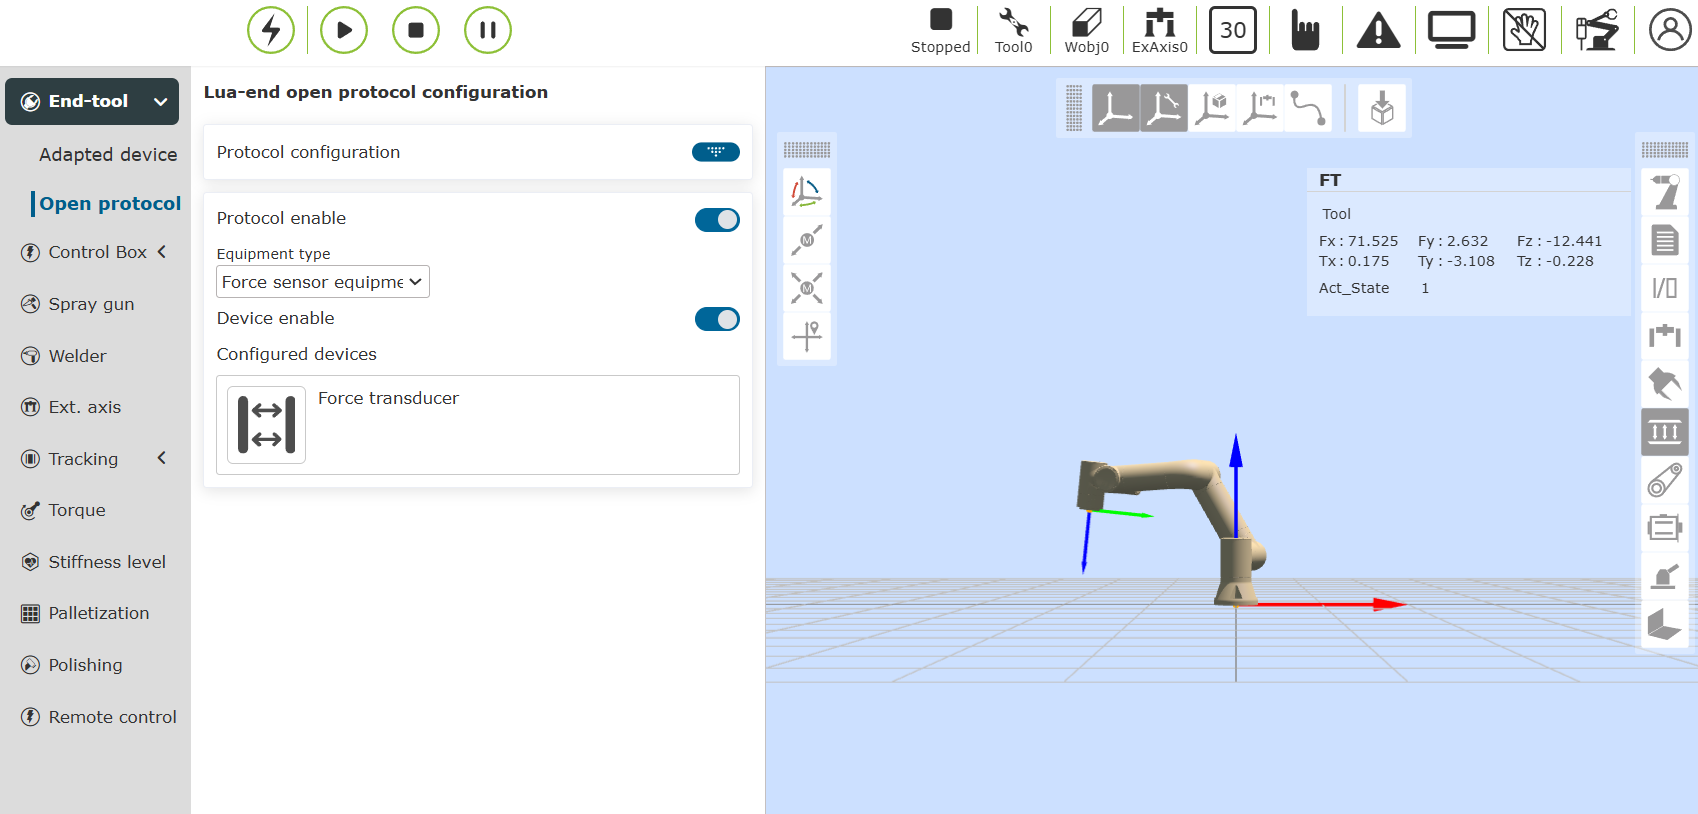 Stopped
Tool0
Wobj0
ExAxis0
30
End-tool
Adapted device
Open protocol
Control Box
Spray gun
Welder
Ext. axis
Tracking
Torque
Stiffness level
Palletization
Polishing
Remote control
Lua-end open protocol configuration
Protocol configuration
Protocol enable
Equipment type
Force sensor equipme
Device enable
Configured devices
Force transducer
M
M
FT
Tool
Fx : 71.525 Fy : 2.632 Fz : -12.441
Tx : 0.175 Ty : -3.108 Tz : -0.228
Act_State 1
I/O